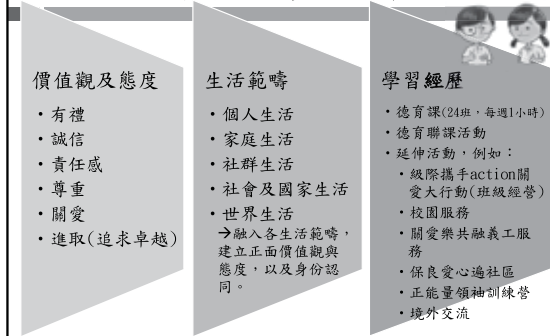 價值觀及態度
・有禮
・誠信
・責任感
・尊重
・關愛
・進取(追求卓越)
生活範疇
・個人生活
・家庭生活
・社群生活
・社會及國家生活
・世界生活
→融入各生活範疇，
建立正面價值觀與
態度，以及身份認
同。
學習經歷
・德育課(24班，每週1小時)
・德育聯課活動
・延伸活動，例如：
・級際攜手action關
愛大行動(班級經營)
・校園服務
・關愛樂共融義工服
務
・保良愛心遍社區
・正能量領袖訓練營
・境外交流